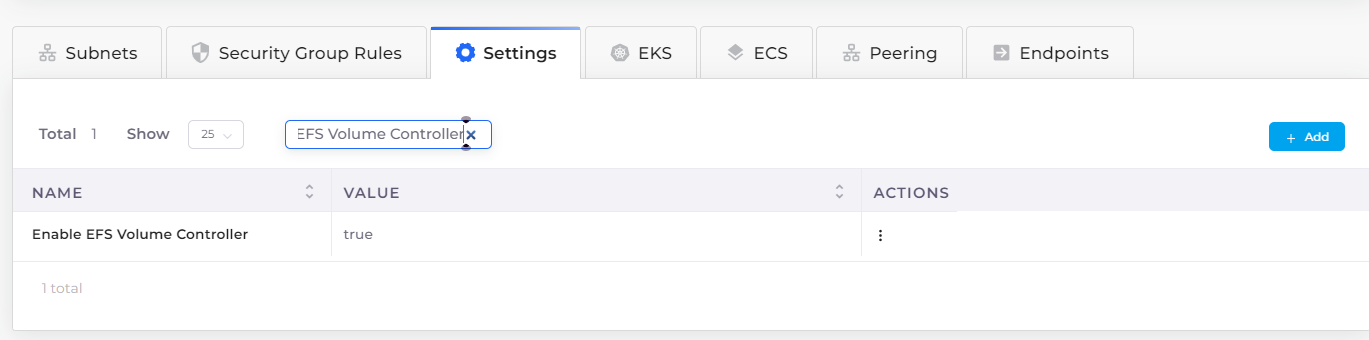 Subnets Security Group Rules Settings EKS ECS Peering Endpoints
Total 1 Show 25 EFS Volume Controller + Add
NAME VALUE ACTIONS
Enable EFS Volume Controller true
1 total